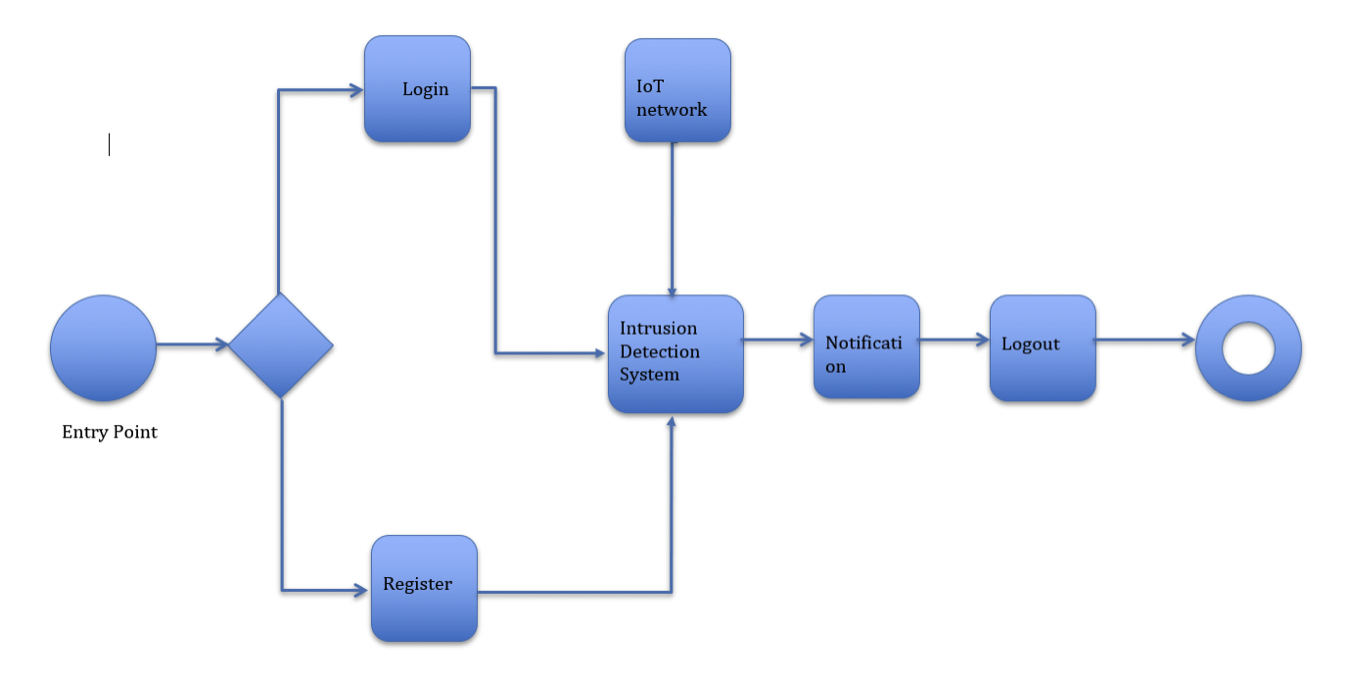 Login
IoT
network
Intrusion
Detection
System
Notificati
on
Logout
Entry Point
Register